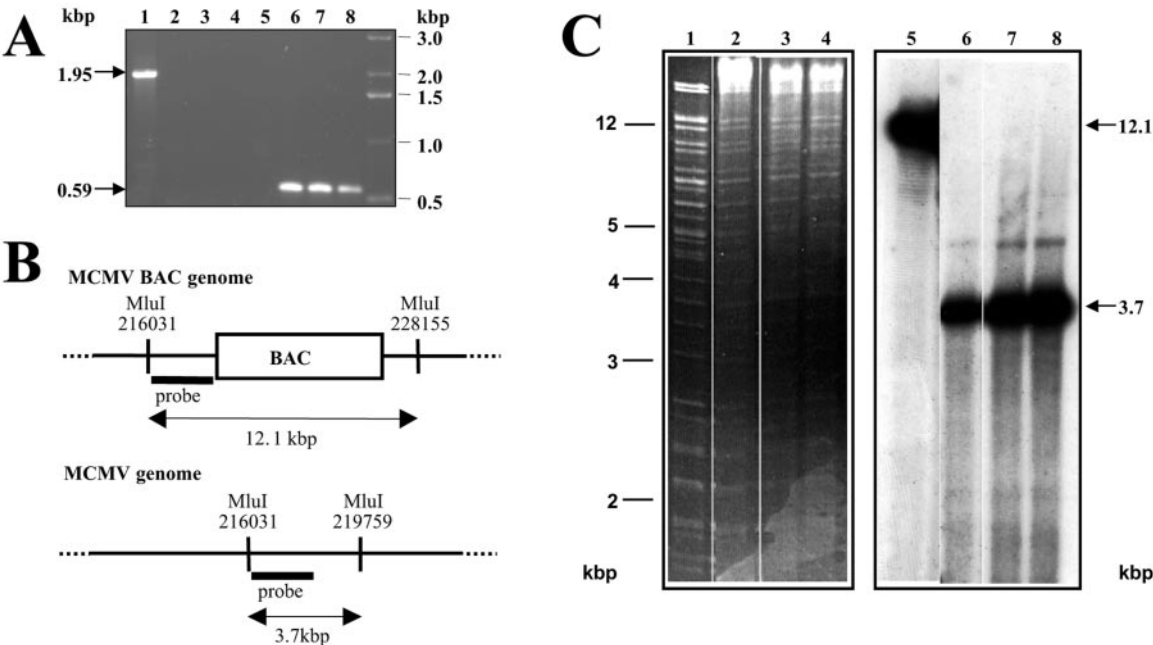 A
kbp 1 2 3 4 5 6 7 8 kbp
1.95
0.59
3.0
2.0
1.5
1.0
0.5
B
MCMV BAC genome
MluI MluI
216031 228155
BAC
probe
12.1 kbp
MCMV genome
MluI MluI
216031 219759
probe
3.7kbp
C
1 2 3 4 5 6 7 8
12
5
4
3
2
kbp
12.1
3.7
kbp